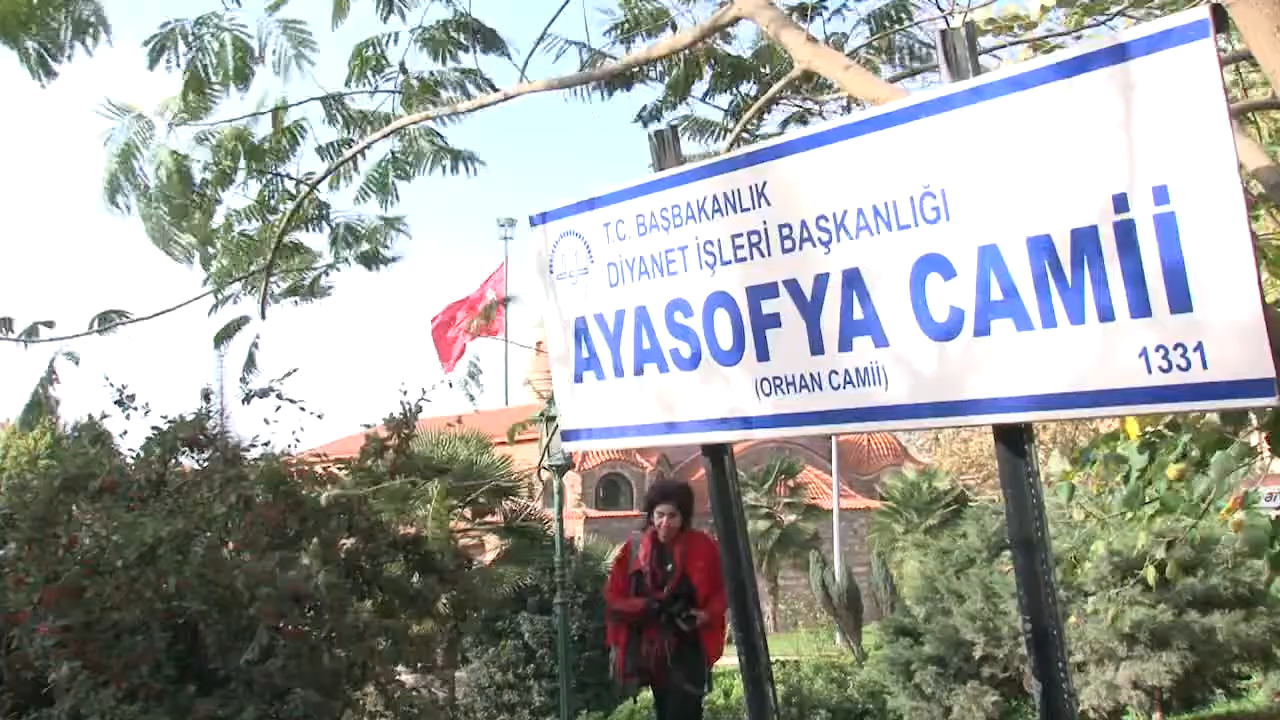 T.C. BAŞBAKANLIK
DİYANET İŞLERİ BAŞKANLIĞI
AYASOFYA CAMİİ
(ORHAN CAMİİ)
1331